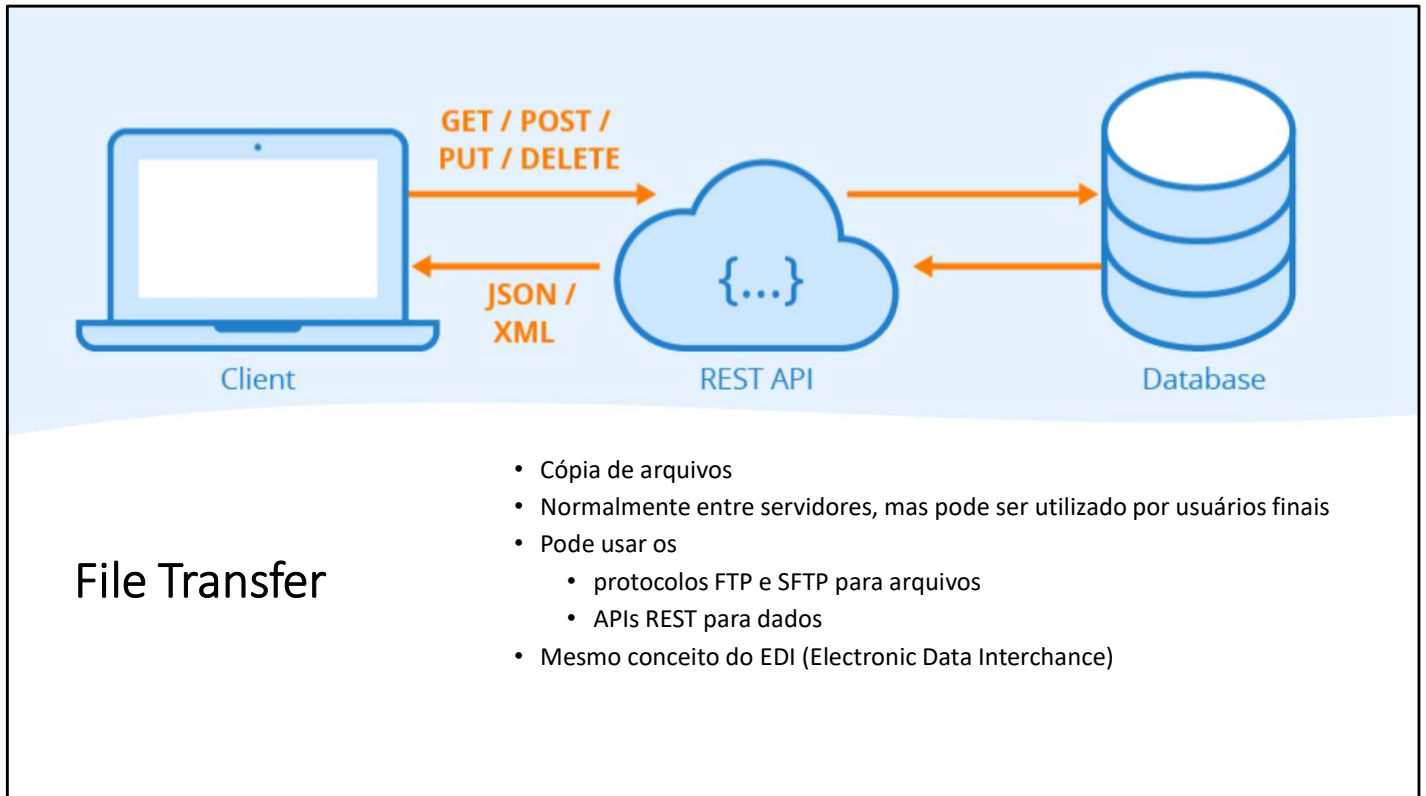 GET / POST /
PUT / DELETE
{...}
JSON /
XML
Client
REST API
Database
File Transfer
• Cópia de arquivos
• Normalmente entre servidores, mas pode ser utilizado por usuários finais
• Pode usar os
• protocolos FTP e SFTP para arquivos
• APIs REST para dados
• Mesmo conceito do EDI (Electronic Data Interchance)